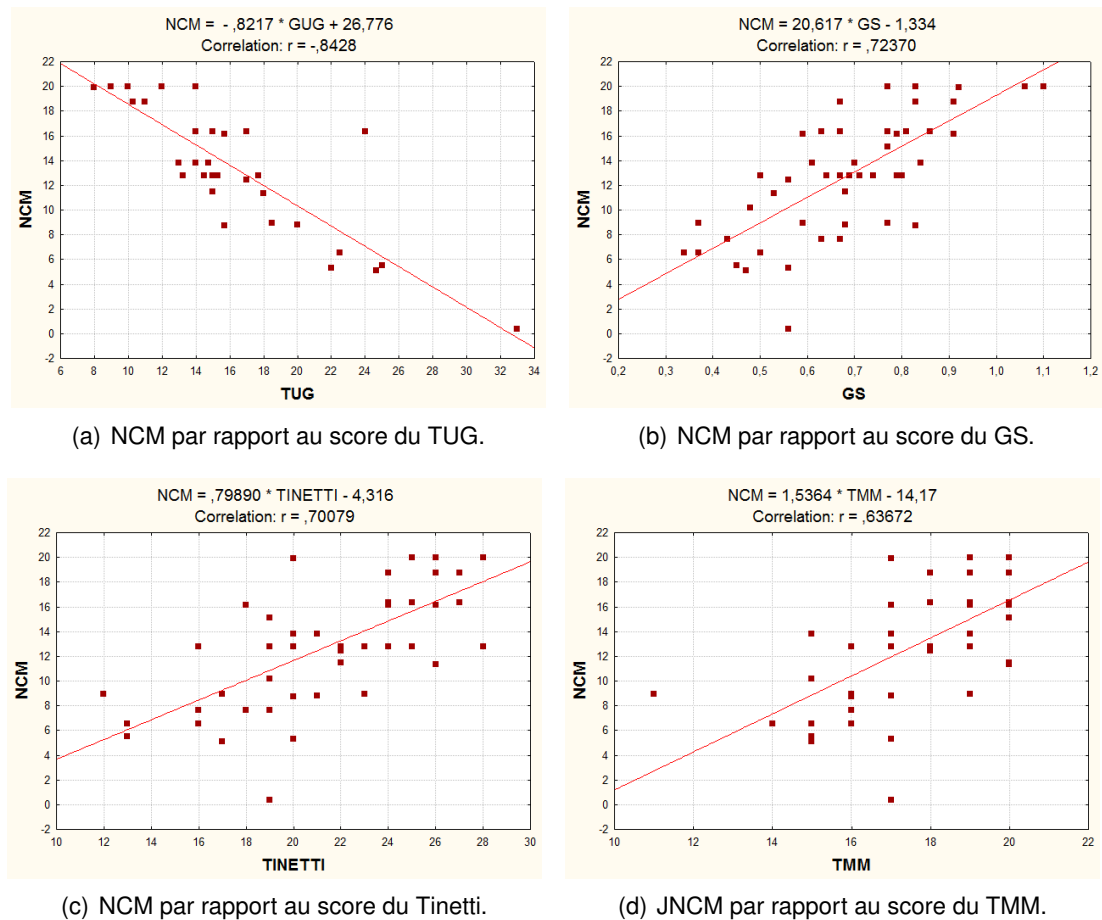 NCM = - ,8217 * GUG + 26,776
Correlation: r = -,8428
22
20
18
16
14
12
10
8
6
4
2
0
-2
NCM
6 8 10 12 14 16 18 20 22 24 26 28 30 32 34
TUG
(a) NCM par rapport au score du TUG.
NCM = 20,617 * GS - 1,334
Correlation: r = ,72370
22
20
18
16
14
12
10
8
6
4
2
0
-2
NCM
0,2 0,3 0,4 0,5 0,6 0,7 0,8 0,9 1,0 1,1 1,2
GS
(b) NCM par rapport au score du GS.
NCM = ,79890 * TINETTI - 4,316
Correlation: r = ,70079
22
20
18
16
14
12
10
8
6
4
2
0
-2
NCM
10 12 14 16 18 20 22 24 26 28 30
TINETTI
(c) NCM par rapport au score du Tinetti.
NCM = 1,5364 * TMM - 14,17
Correlation: r = ,63672
22
20
18
16
14
12
10
8
6
4
2
0
-2
NCM
10 12 14 16 18 20 22
TMM
(d) JNCM par rapport au score du TMM.